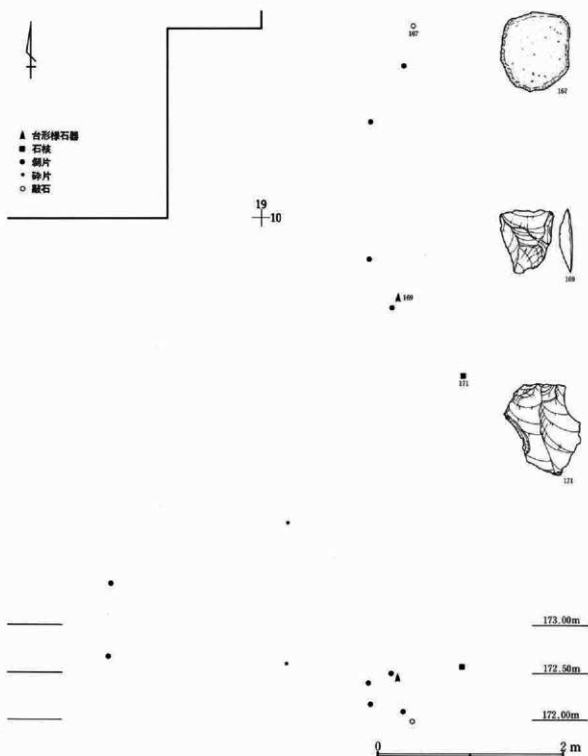 167
▲ 台形様石器
■ 石核
● 剝片
• 砕片
○ 敲石
167
19
10
169
169
171
171
173.00m
172.50m
172.00m
0 2 m